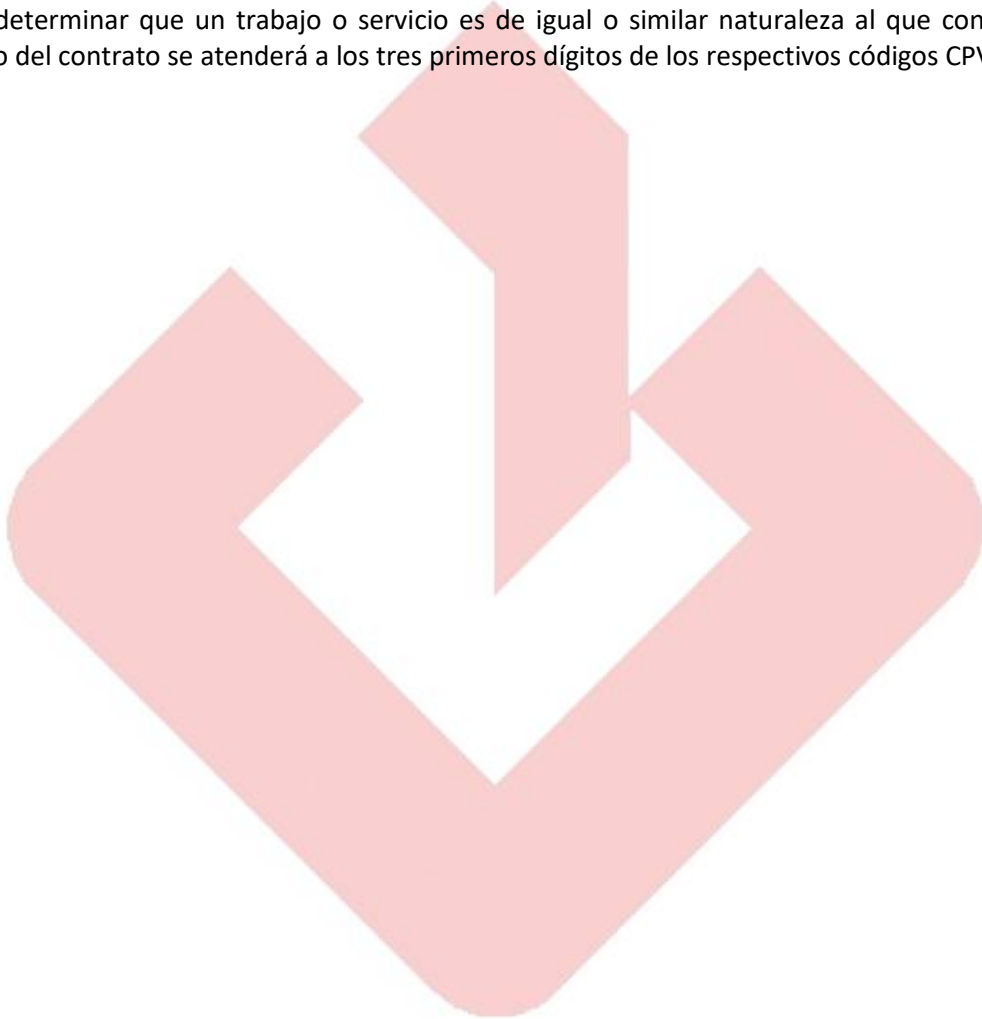 determinar que un trabajo o servicio es de igual o similar naturaleza al que con
del contrato se atenderá a los tres primeros dígitos de los respectivos códigos CPV